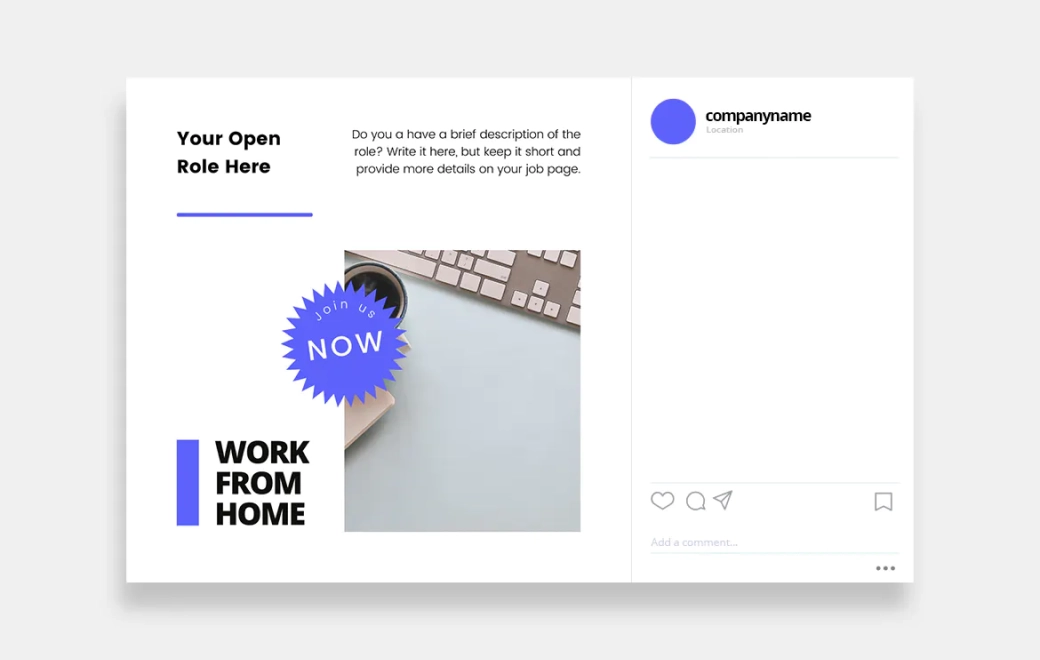 Your Open
Role Here
Do you a have a brief description of the
role? Write it here, but keep it short and
provide more details on your job page.
Join us
NOW
WORK
FROM
HOME
companyname
Location
Add a comment...